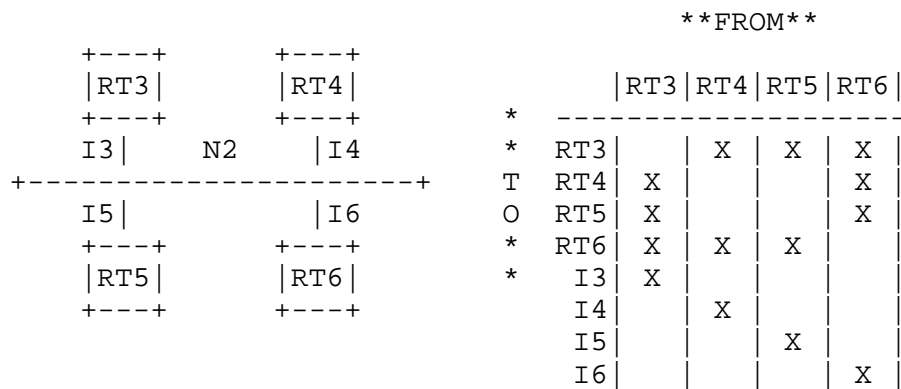 **FROM**
      +---+      +---+
      |RT3|      |RT4|            |RT3|RT4|RT5|RT6|
      +---+      +---+        *  --------------------
      I3|    N2    |I4        *  RT3|   | X | X | X |
  +----------------------+    T  RT4| X |   |   | X |
      I5|          |I6        O  RT5| X |   |   | X |
      +---+      +---+        *  RT6| X | X | X |   |
      |RT5|      |RT6|        *   I3| X |   |   |   |
      +---+      +---+            I4|   | X |   |   |
                                  I5|   |   | X |   |
                                  I6|   |   |   | X |